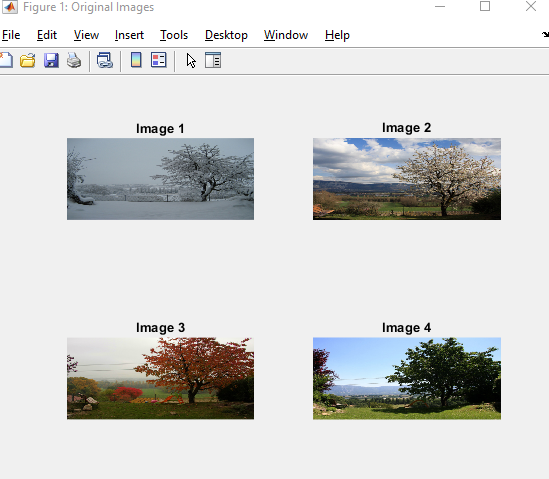 Figure 1: Original Images
File Edit View Insert Tools Desktop Window Help
Image 1 Image 2
Image 3 Image 4